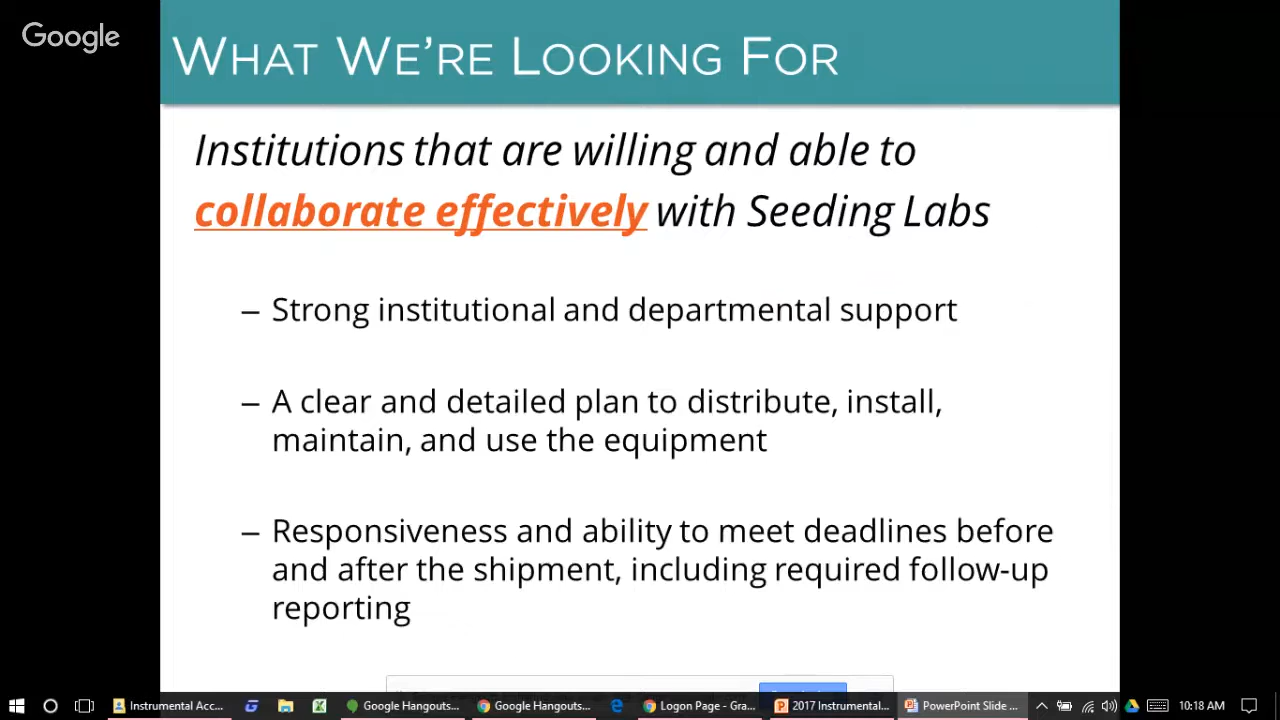 Google
WHAT WE'RE LOOKING FOR
Institutions that are willing and able to
collaborate effectively with Seeding Labs
– Strong institutional and departmental support
– A clear and detailed plan to distribute, install,
maintain, and use the equipment
– Responsiveness and ability to meet deadlines before
and after the shipment, including required follow-up
reporting
Instrumental Acc... Google Hangouts... Google Hangouts... Logon Page - Gra... 2017 Instrumental... PowerPoint Slide ... 10:18 AM